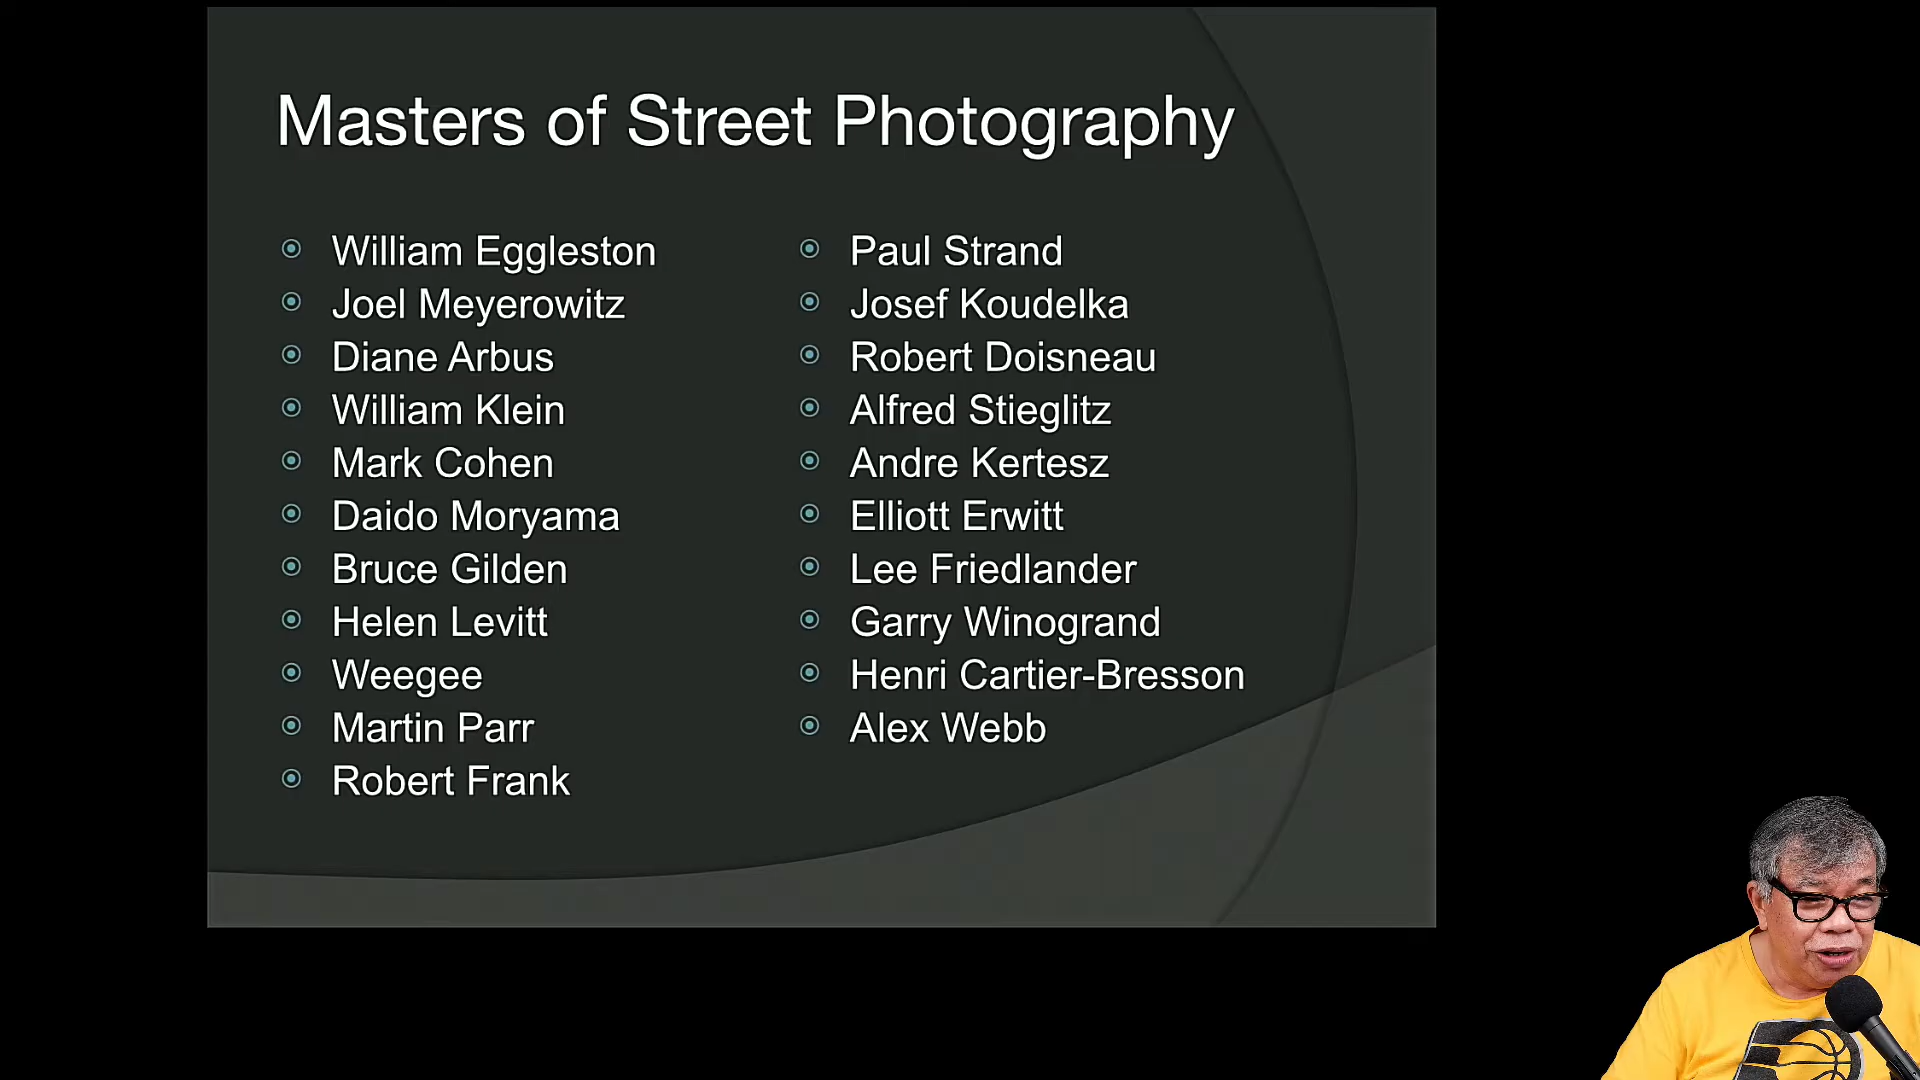 Masters of Street Photography
William Eggleston
Joel Meyerowitz
Diane Arbus
William Klein
Mark Cohen
Daido Moryama
Bruce Gilden
Helen Levitt
Weegee
Martin Parr
Robert Frank
Paul Strand
Josef Koudelka
Robert Doisneau
Alfred Stieglitz
Andre Kertesz
Elliott Erwitt
Lee Friedlander
Garry Winogrand
Henri Cartier-Bresson
Alex Webb